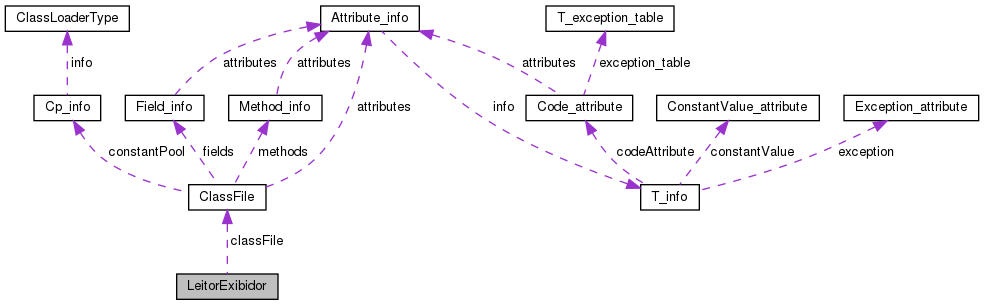 ClassLoaderType
Attribute_info
T_exception_table
info
attributes
attributes
attributes
exception_table
Cp_info
Field_info
Method_info
attributes
info
Code_attribute
ConstantValue_attribute
Exception_attribute
constantPool
fields
methods
codeAttribute
constantValue
exception
ClassFile
T_info
classFile
LeitorExibidor